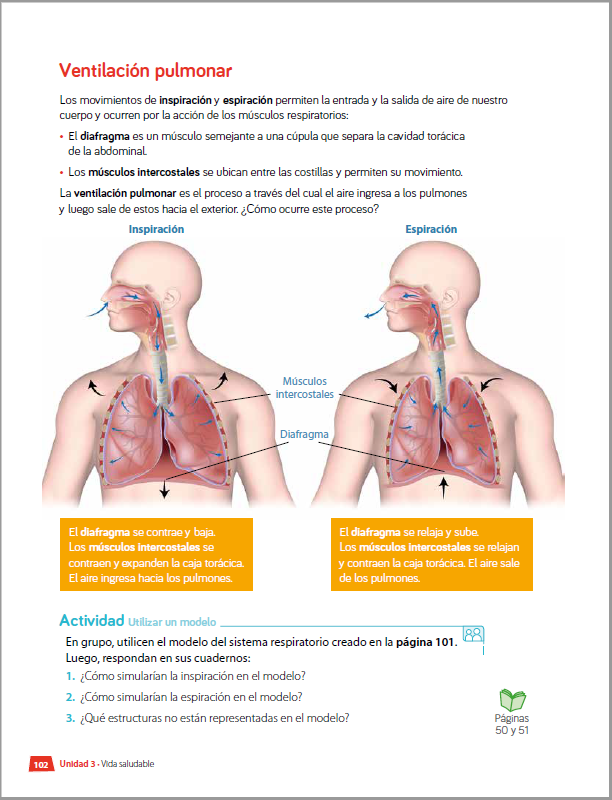 Ventilación pulmonar
Los movimientos de inspiración y espiración permiten la entrada y la salida de aire de nuestro
cuerpo y ocurren por la acción de los músculos respiratorios:
• El diafragma es un músculo semejante a una cúpula que separa la cavidad torácica
de la abdominal.
• Los músculos intercostales se ubican entre las costillas y permiten su movimiento.
La ventilación pulmonar es el proceso a través del cual el aire ingresa a los pulmones
y luego sale de estos hacia el exterior. ¿Cómo ocurre este proceso?
Inspiración
Espiración
Músculos
intercostales
Diafragma
El diafragma se contrae y baja.
Los músculos intercostales se
contraen y expanden la caja torácica.
El aire ingresa hacia los pulmones.
El diafragma se relaja y sube.
Los músculos intercostales se relajan
y contraen la caja torácica. El aire sale
de los pulmones.
Actividad Utilizar un modelo
En grupo, utilicen el modelo del sistema respiratorio creado en la página 101.
Luego, respondan en sus cuadernos:
1. ¿Cómo simularían la inspiración en el modelo?
2. ¿Cómo simularían la espiración en el modelo?
3. ¿Qué estructuras no están representadas en el modelo?
Páginas
50 y 51
102 Unidad 3 • Vida saludable